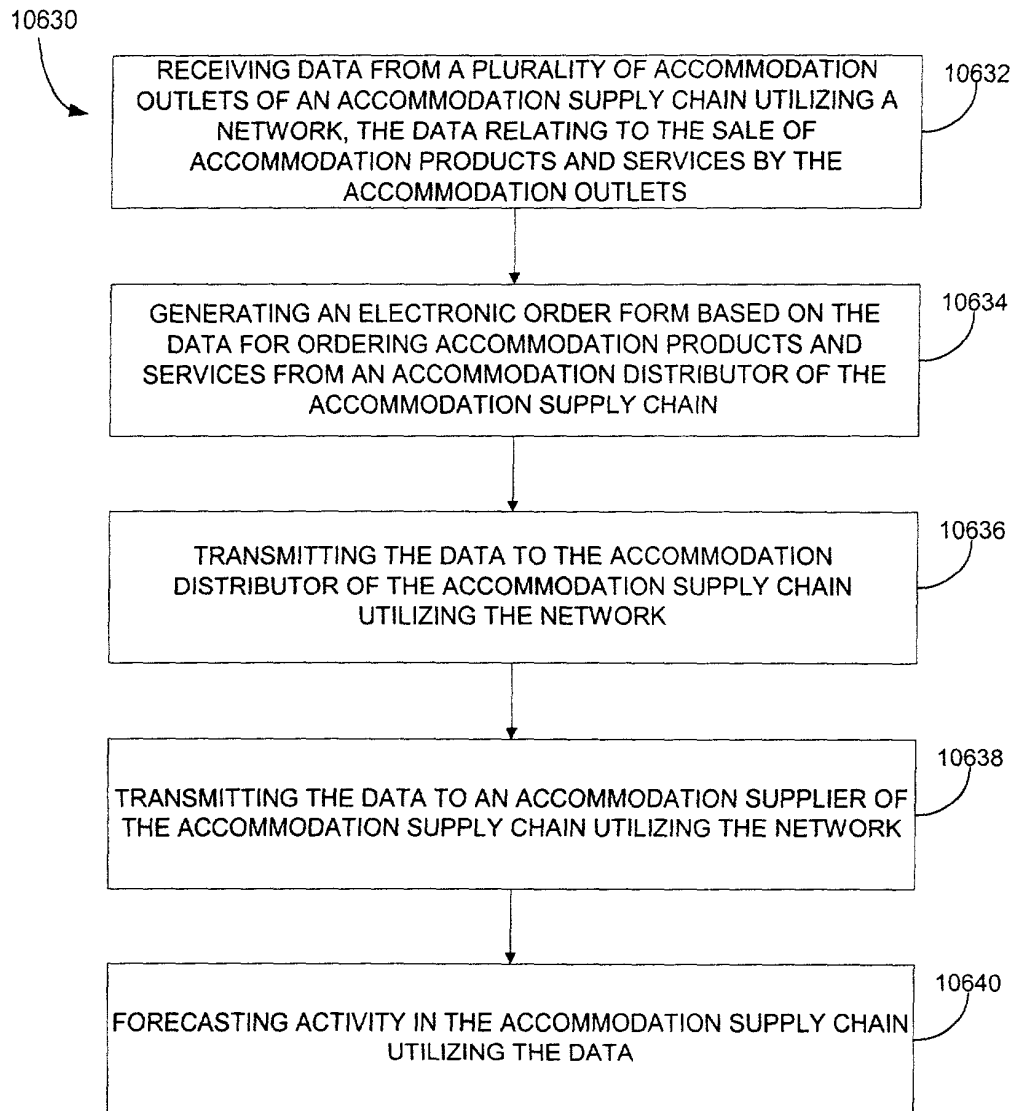 10630
RECEIVING DATA FROM A PLURALITY OF ACCOMMODATION
OUTLETS OF AN ACCOMMODATION SUPPLY CHAIN UTILIZING A
NETWORK, THE DATA RELATING TO THE SALE OF
ACCOMMODATION PRODUCTS AND SERVICES BY THE
ACCOMMODATION OUTLETS
10632
GENERATING AN ELECTRONIC ORDER FORM BASED ON THE
DATA FOR ORDERING ACCOMMODATION PRODUCTS AND
SERVICES FROM AN ACCOMMODATION DISTRIBUTOR OF THE
ACCOMMODATION SUPPLY CHAIN
10634
TRANSMITTING THE DATA TO THE ACCOMMODATION
DISTRIBUTOR OF THE ACCOMMODATION SUPPLY CHAIN
UTILIZING THE NETWORK
10636
TRANSMITTING THE DATA TO AN ACCOMMODATION SUPPLIER OF
THE ACCOMMODATION SUPPLY CHAIN UTILIZING THE NETWORK
10638
FORECASTING ACTIVITY IN THE ACCOMMODATION SUPPLY CHAIN
UTILIZING THE DATA
10640